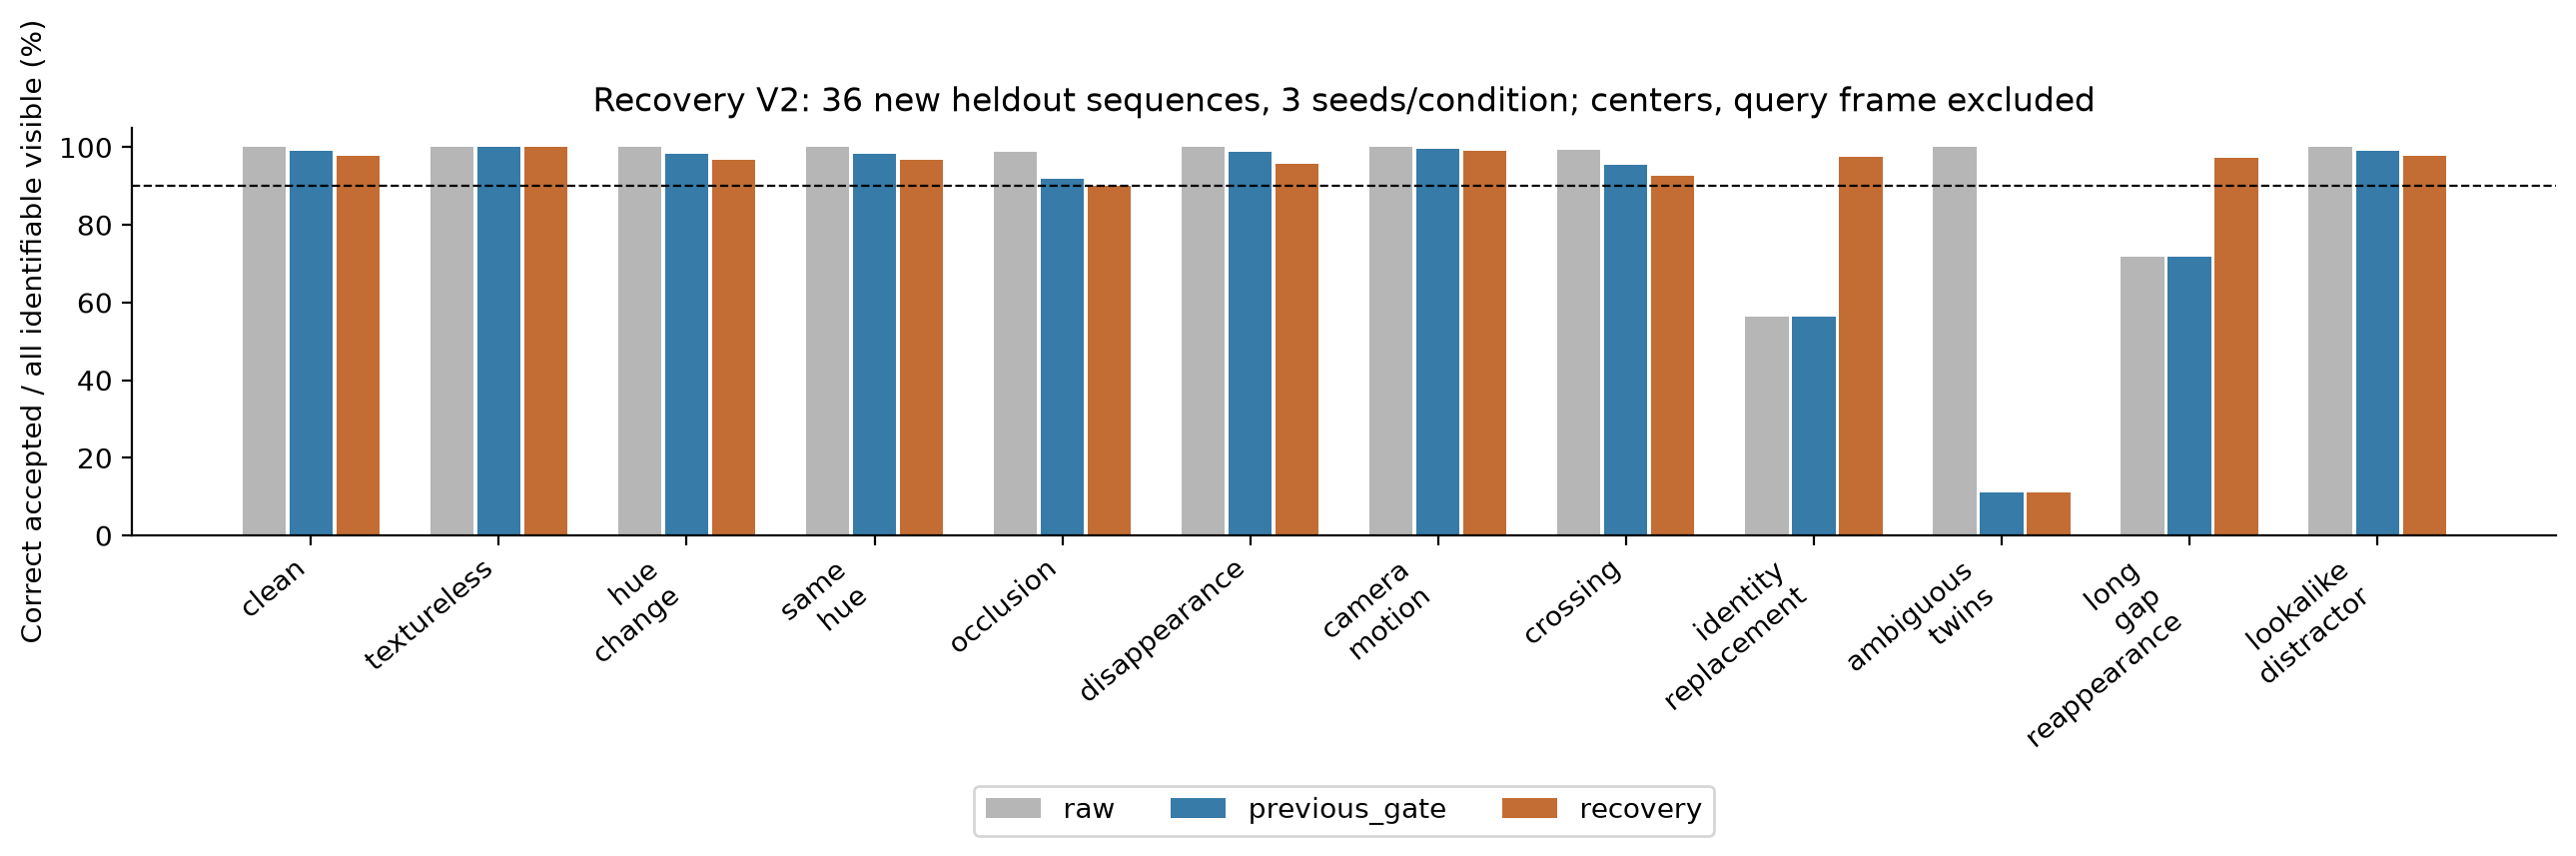 Recovery V2: 36 new heldout sequences, 3 seeds/condition; centers, query frame excluded
Correct accepted / all identifiable visible (%)
100
80
60
40
20
0
clean
textureless
hue
change
same
hue
occlusion
disappearance
camera
motion
crossing
identity
replacement
ambiguous
twins
long
gap
reappearance
lookalike
distractor
raw
previous_gate
recovery